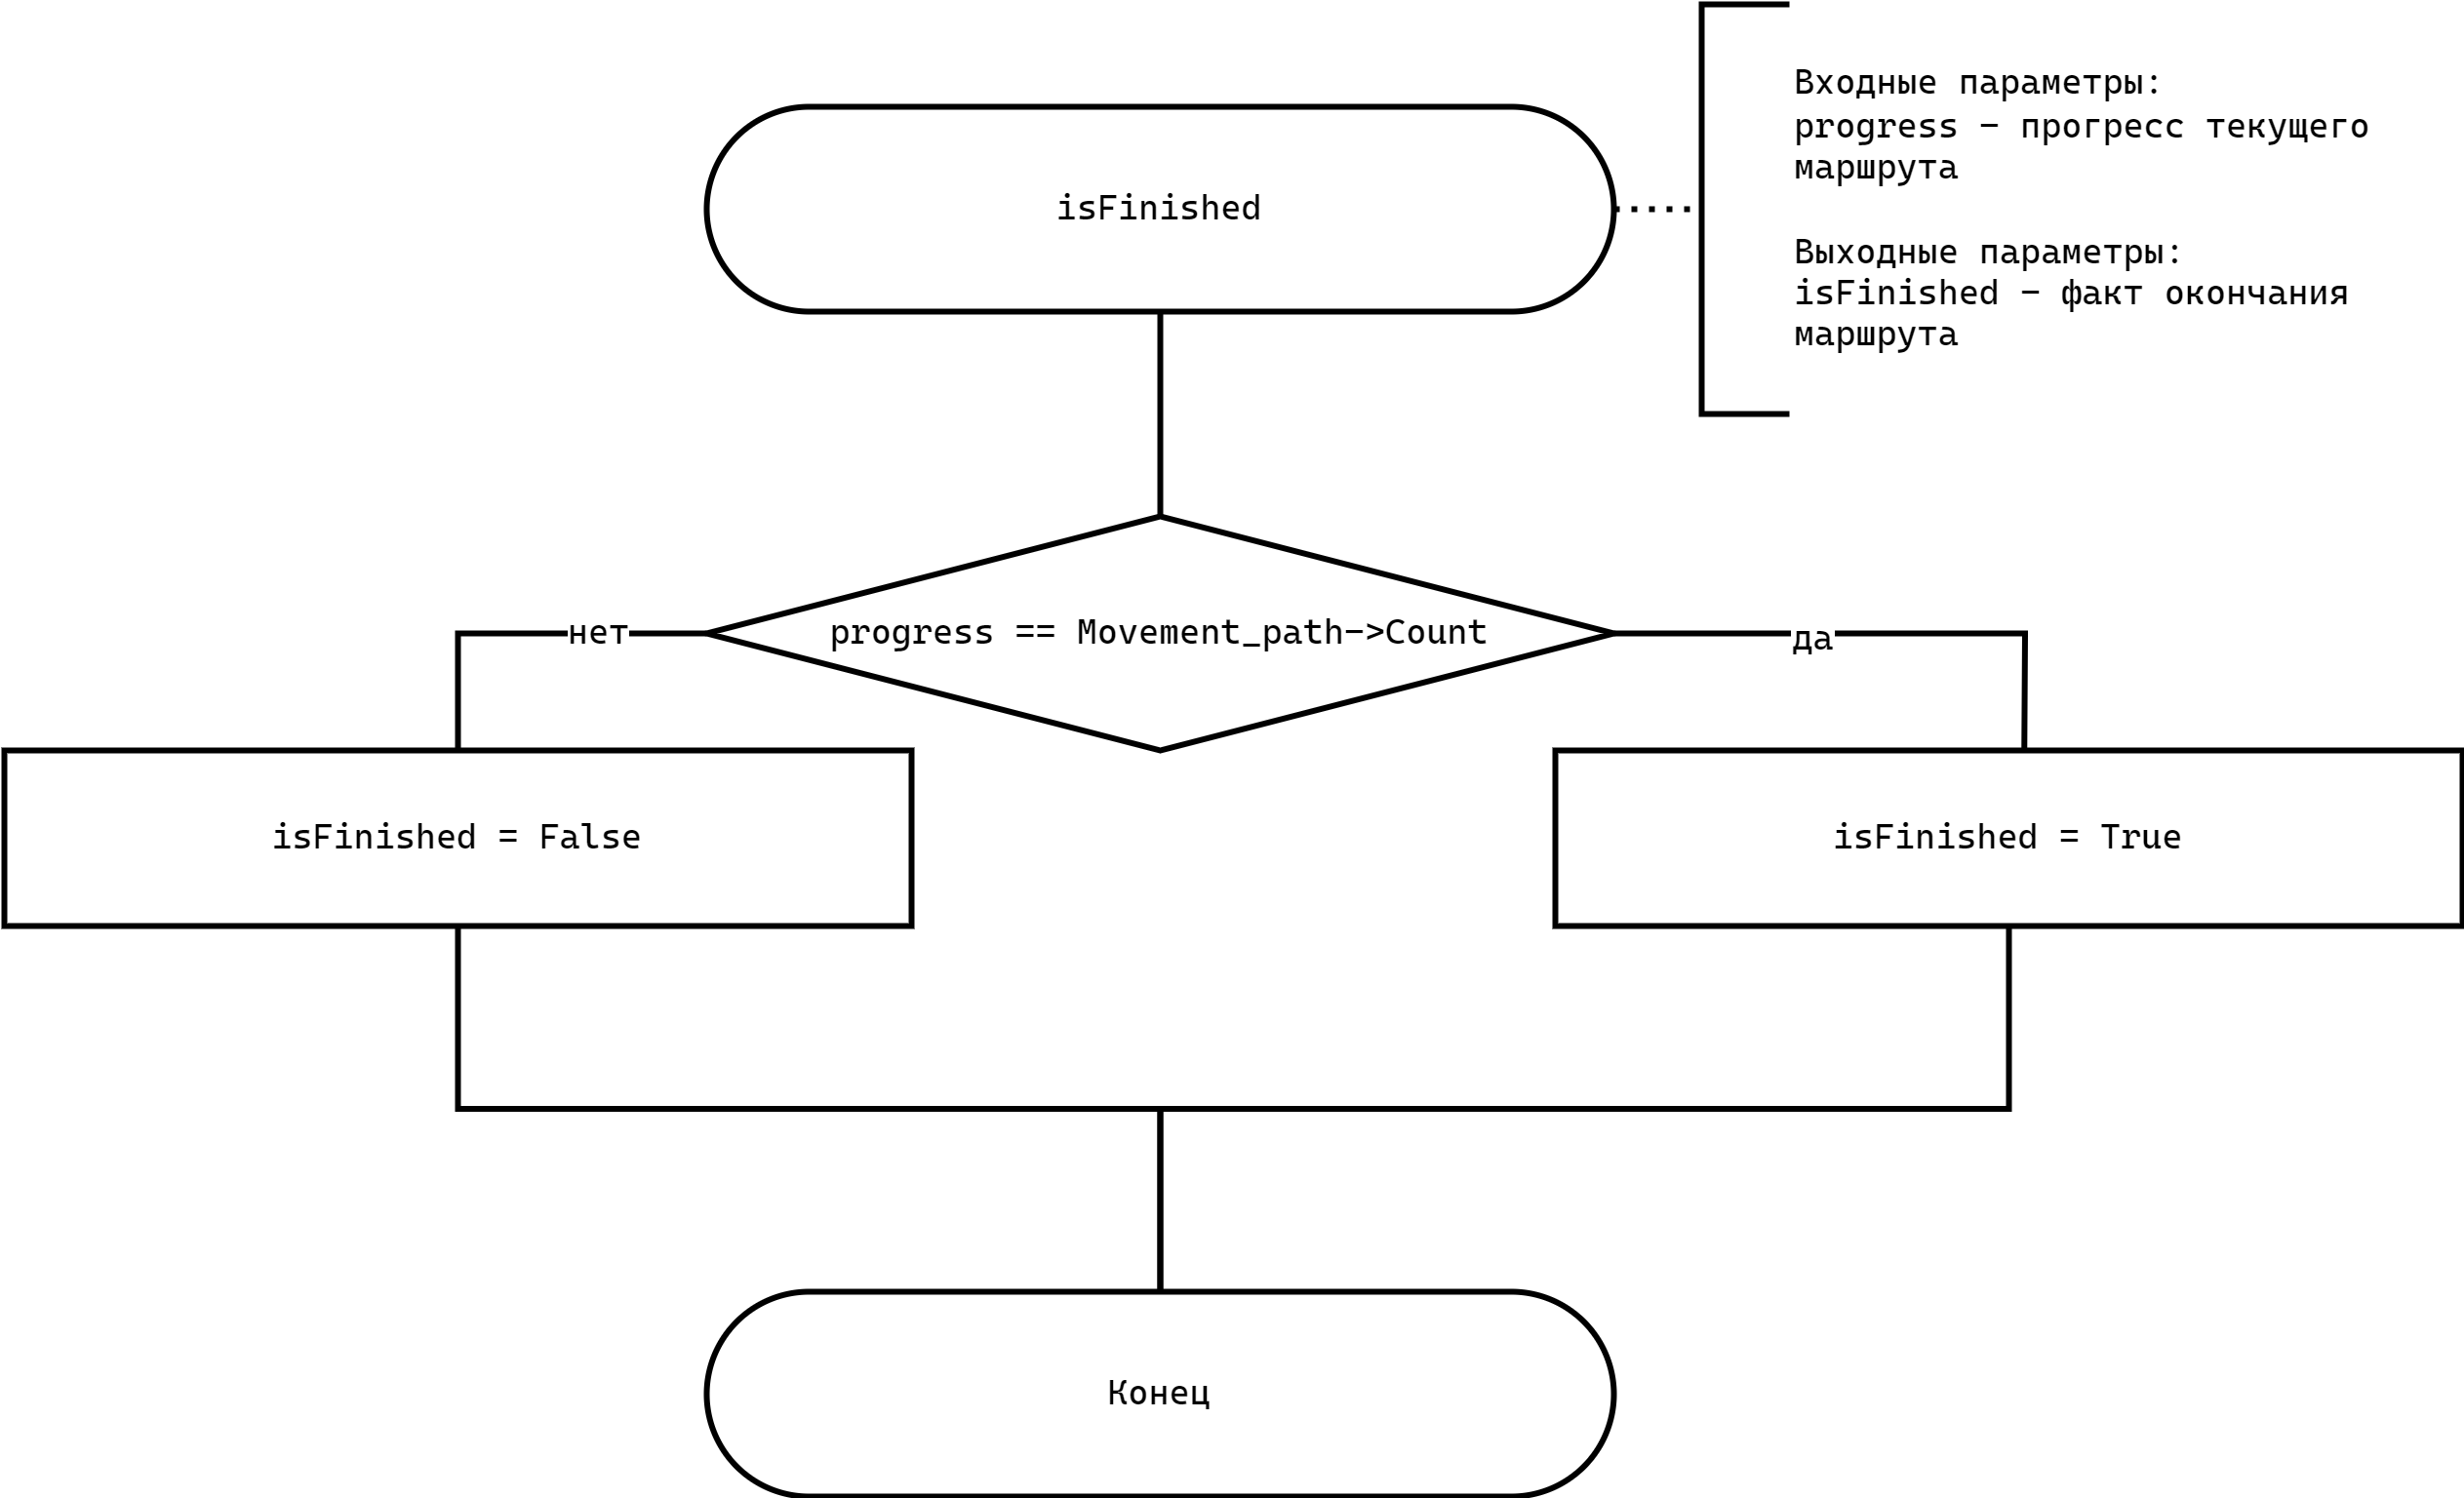 Входные параметры:
progress - прогресс текущего
маршрута
isFinished
Выходные параметры:
isFinished - факт окончания
маршрута
нет
progress == Movement_path->Count
да
isFinished = False
isFinished = True
Конец